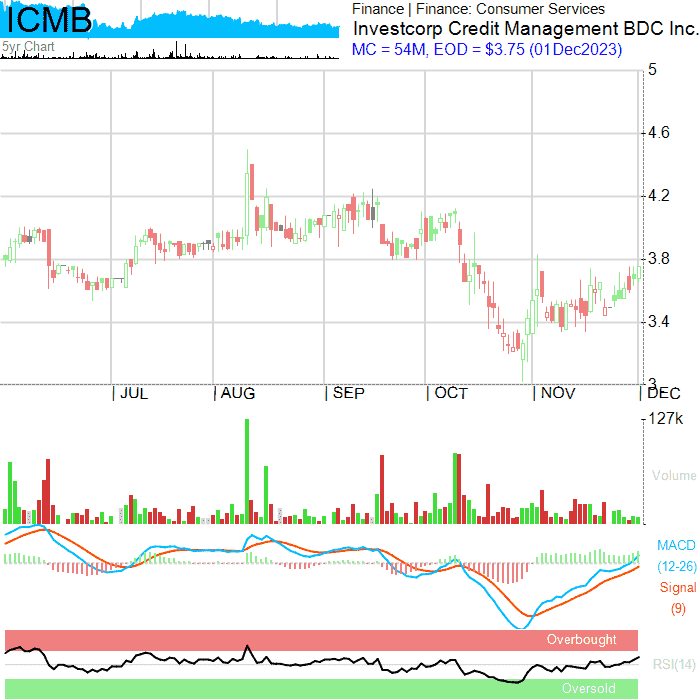 ICMB
5yr Chart
Finance | Finance: Consumer Services
Investcorp Credit Management BDC Inc.
MC = 54M, EOD = $3.75 (01Dec2023)
5
4.6
4.2
3.8
3.4
3
| JUL | AUG | SEP | OCT | NOV | DEC
127k
Volume
MACD
(12-26)
Signal
(9)
Overbought
RSI(14)
Oversold